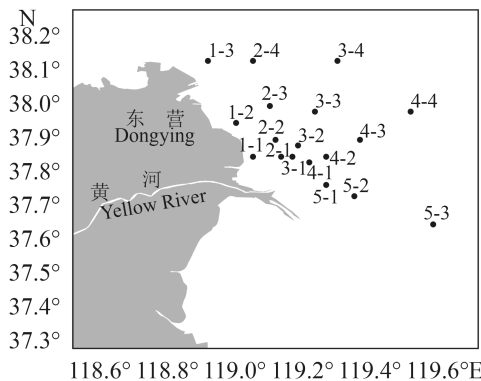 N
38.2°
38.1°
38.0°
37.9°
37.8°
37.7°
37.6°
37.5°
37.4°
37.3°
1-3 2-4 3-4
2-3 3-3 4-4
1-2
2-2 3-2 4-3
1-1 2-1 4-2
3-1 4-1
5-1 5-2
5-3
东 营
Dongying
黄 河
Yellow River
118.6° 118.8° 119.0° 119.2° 119.4° 119.6°E